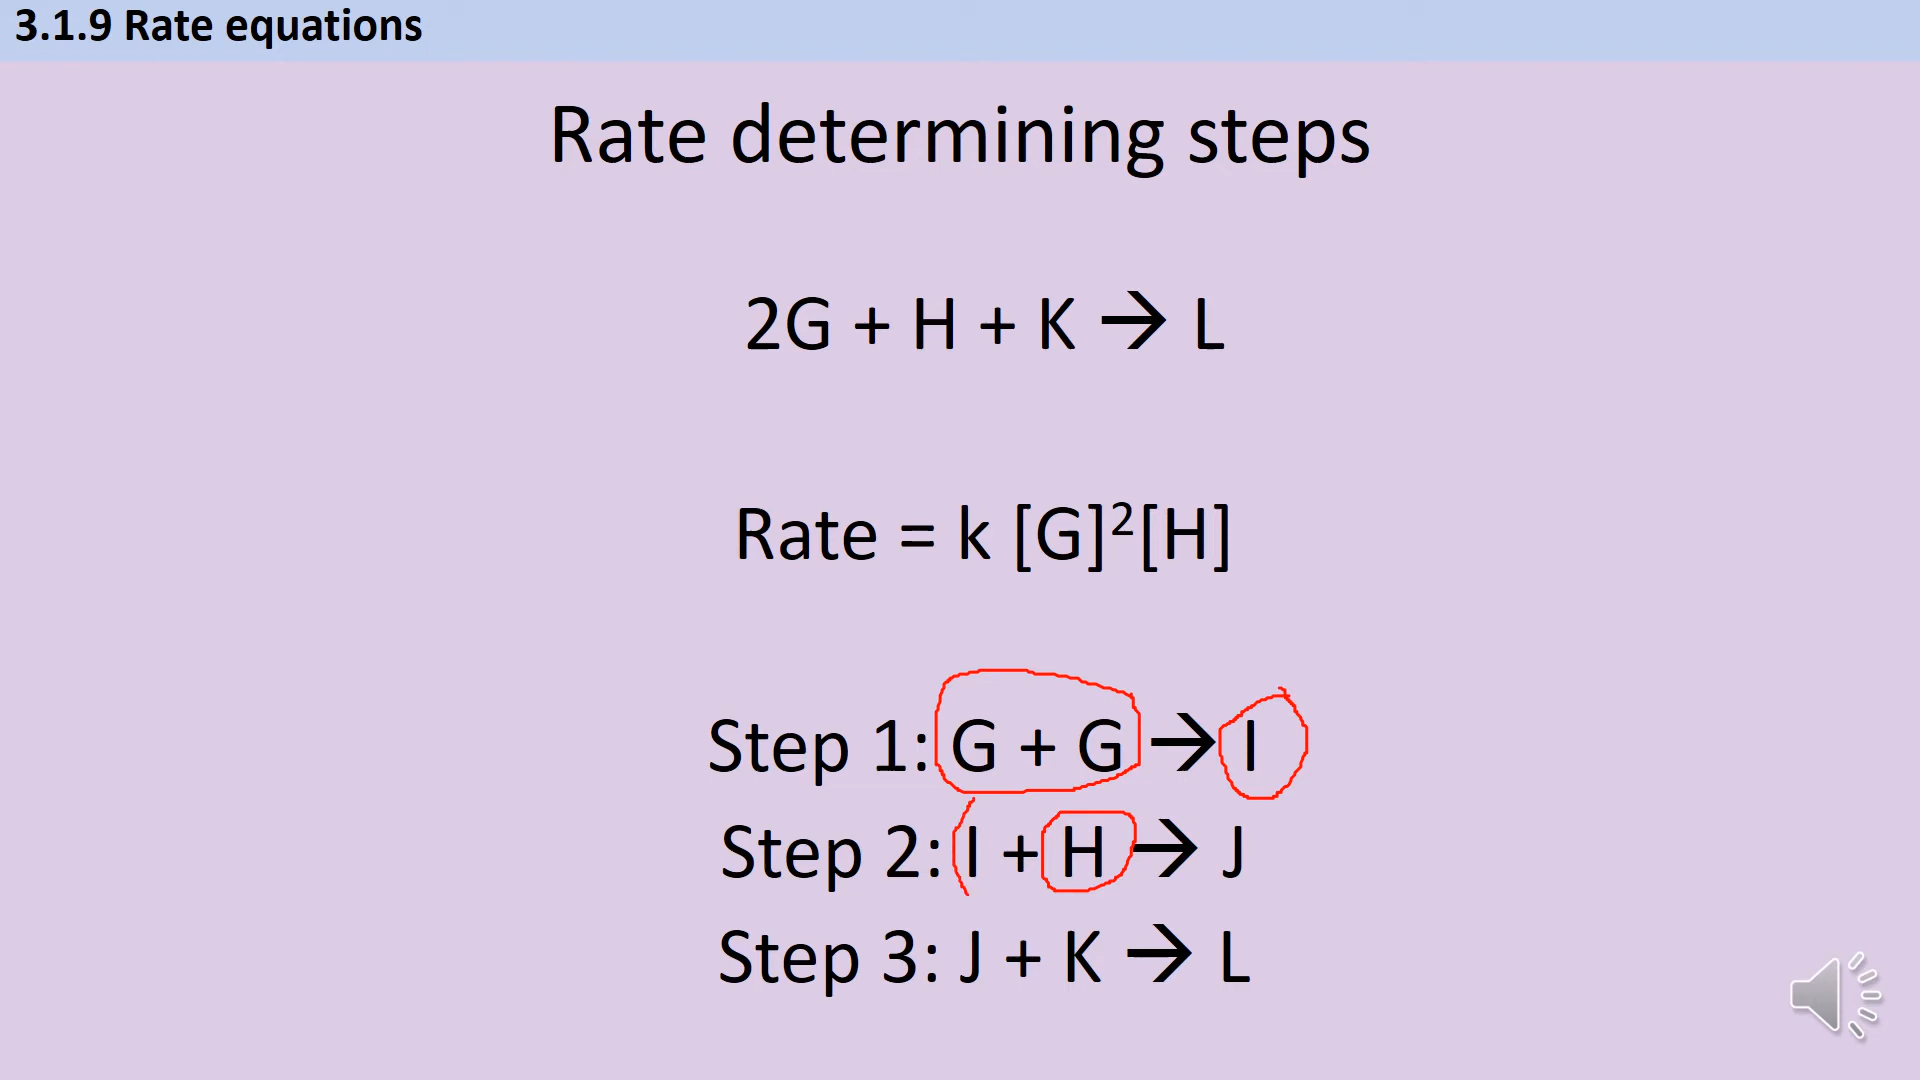 3.1.9 Rate equations
Rate determining steps
2G + H + K → L
Rate = k [G]²[H]
Step 1: G + G → I
Step 2: I + H → J
Step 3: J + K → L